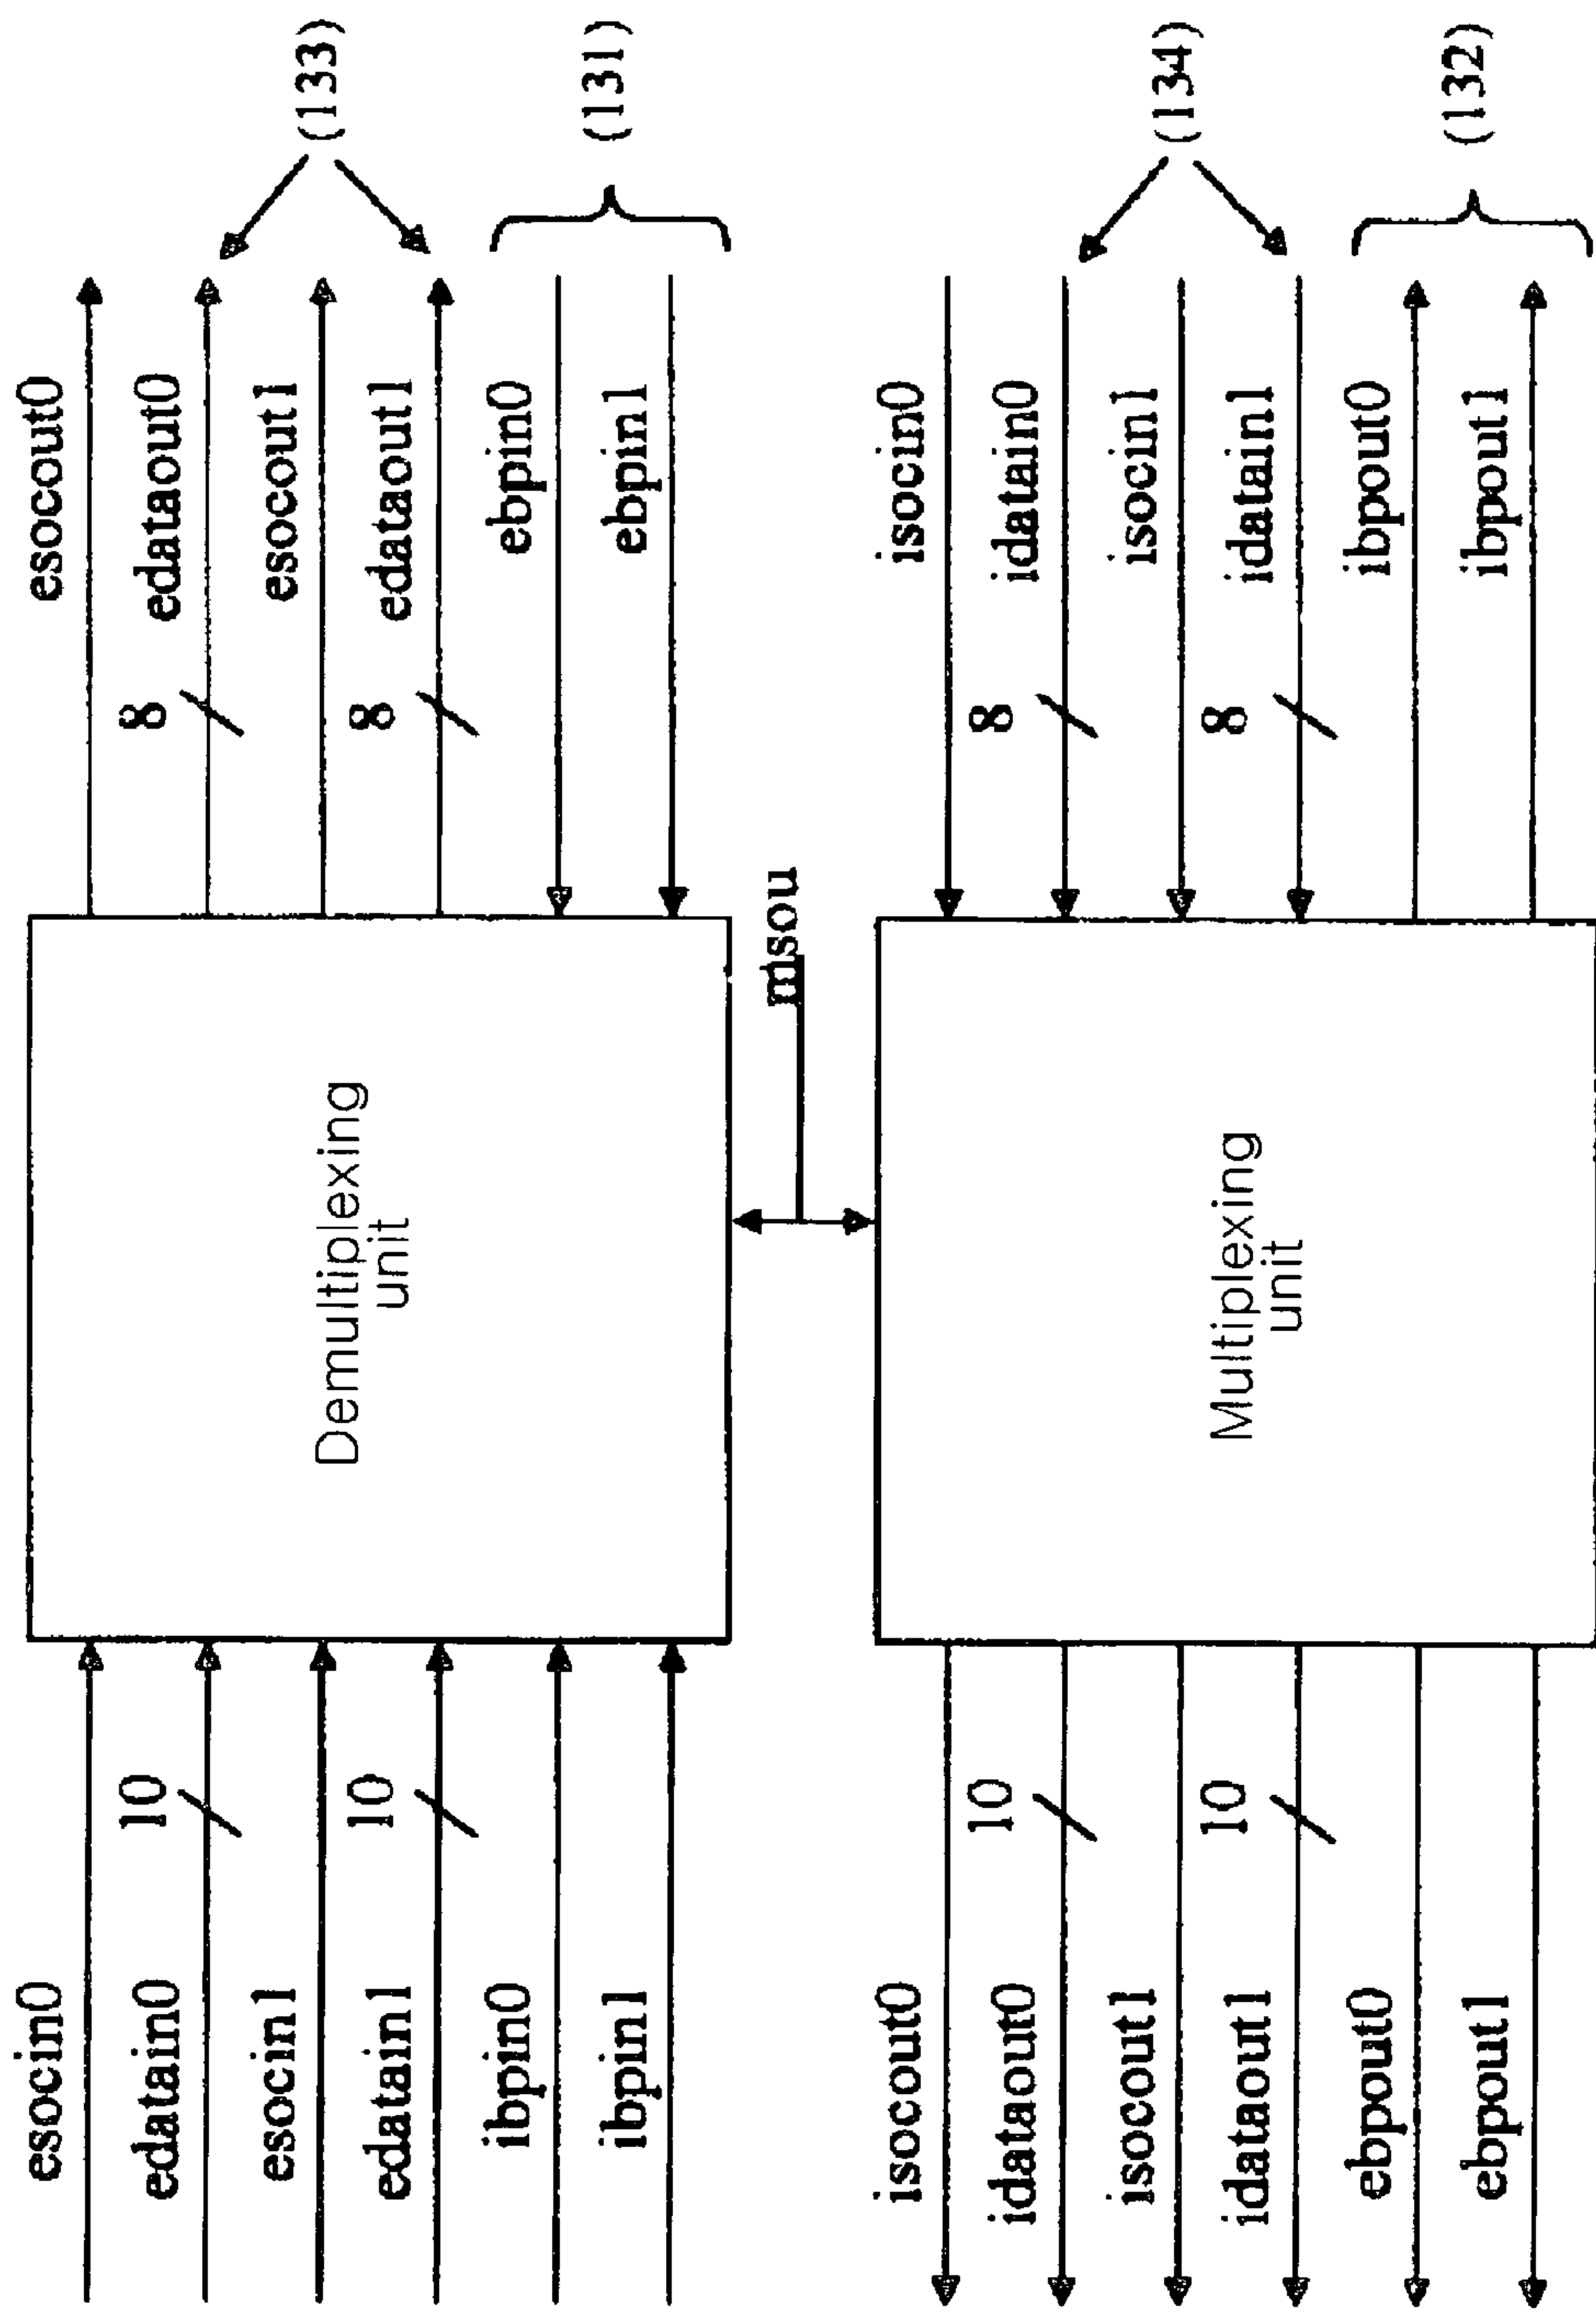 esocin0
10
edatain0
esocin1
10
edatain1
ibpin0
ibpin1
Demultiplexing
unit
esocout0
8
edataout0
esocout1
8
edataout1
ebpin0
ebpin1
(133)
(131)
msou
isocout0
10
idataout0
isocout1
10
idataout1
ebpout0
ebpout1
Multiplexing
unit
isocin0
8
idatain0
isocin1
8
idatain1
ibpout0
ibpout1
(134)
(132)